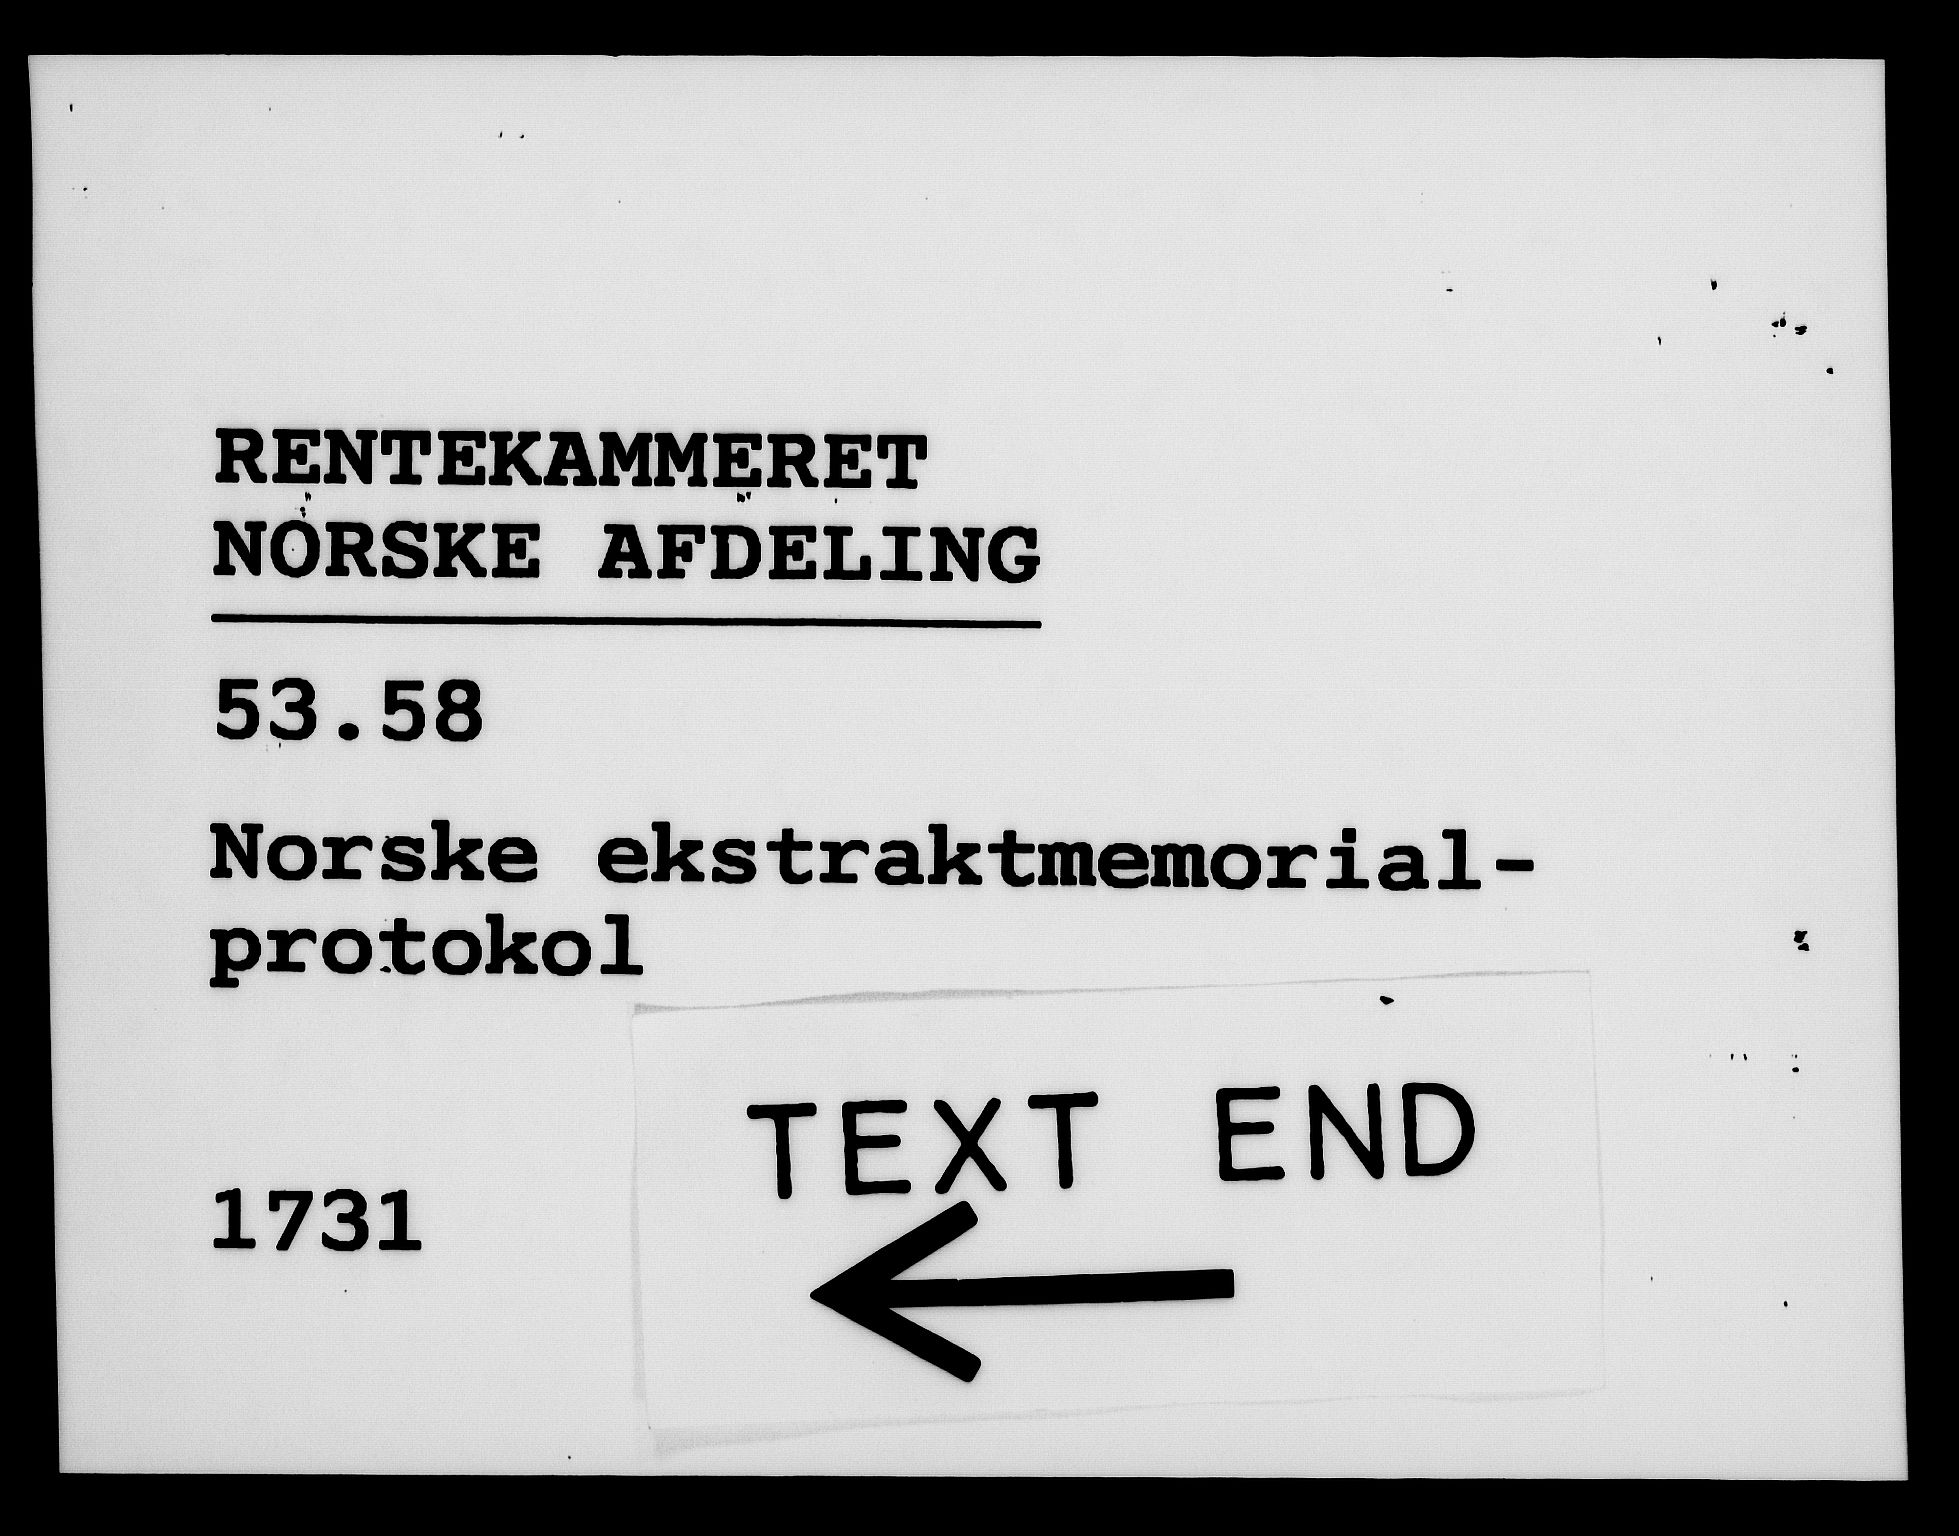 RENTEKAMMERET
NORSKE AFDELING
53.58
Norske ekstraktmemorial-
protokol
TEXT END
1731